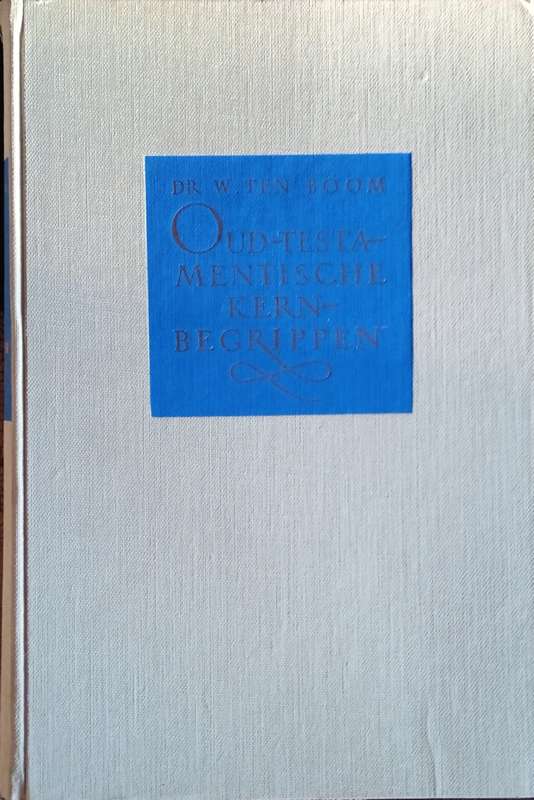 DR W. TEN BOOM
OUD-TESTA-
MENTISCHE
KERN-
BEGRIPPEN